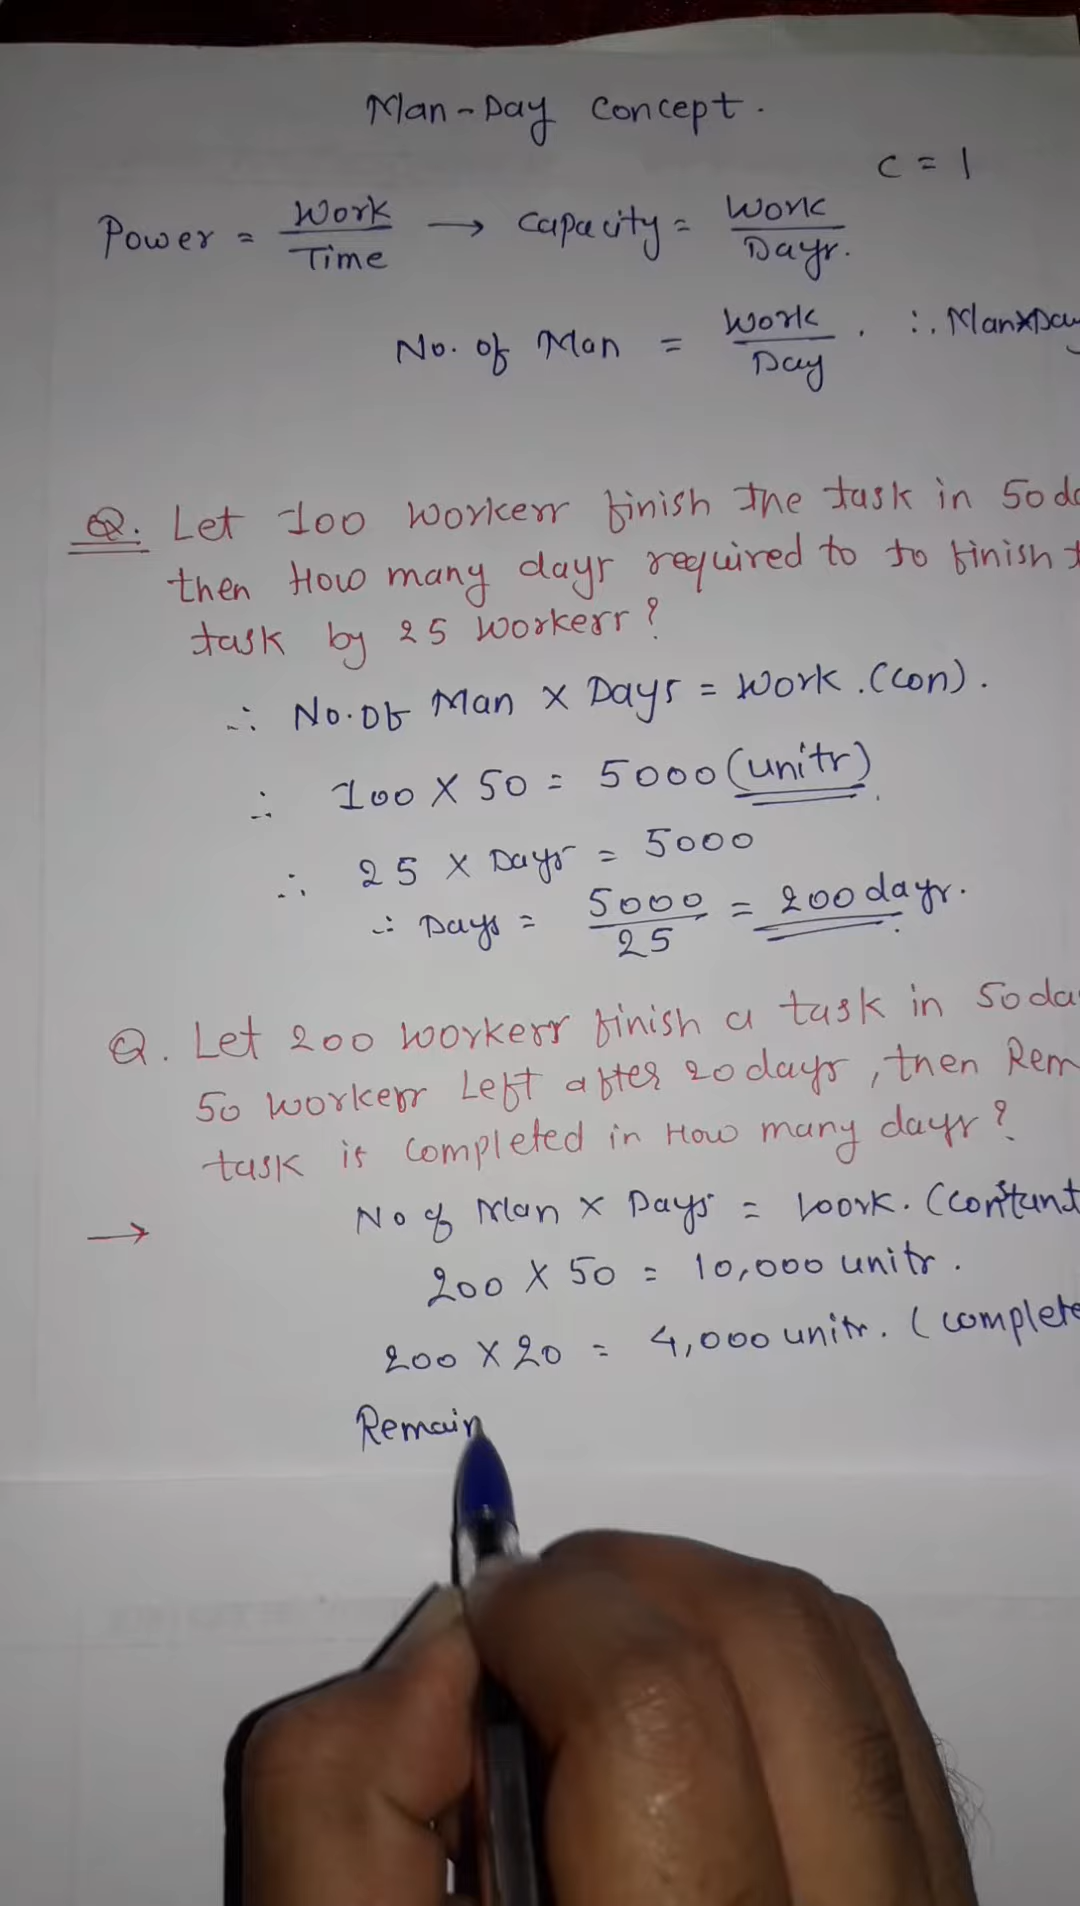 Man-Day Concept.
C = 1
Power = Work / Time → Capacity = Work / Days.
No. of Man = Work / Day . ∴ Man×Day
Q. Let 100 workers finish the task in 50 da
then How many days required to to finish t
task by 25 workers?
∴ No. of Man × Days = Work. (con).
∴ 100 × 50 = 5000 (units).
∴ 25 × Days = 5000
∴ Days = 5000 / 25 = 200 days.
Q. Let 200 workers finish a task in 50 da
50 workers Left after 20 days, then Rem
task is completed in How many days?
→ No of Man × Days = work. (constant
200 × 50 = 10,000 units.
200 × 20 = 4,000 units. (complete
Remain